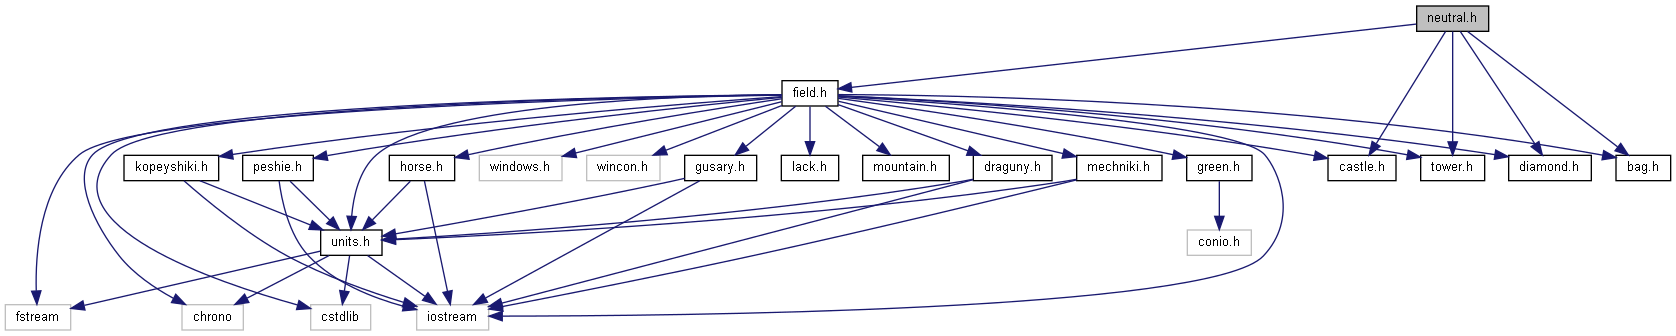 neutral.h
field.h
kopeyshiki.h
peshie.h
horse.h
windows.h
wincon.h
gusary.h
lack.h
mountain.h
draguny.h
mechniki.h
green.h
castle.h
tower.h
diamond.h
bag.h
units.h
conio.h
fstream
chrono
cstdlib
iostream